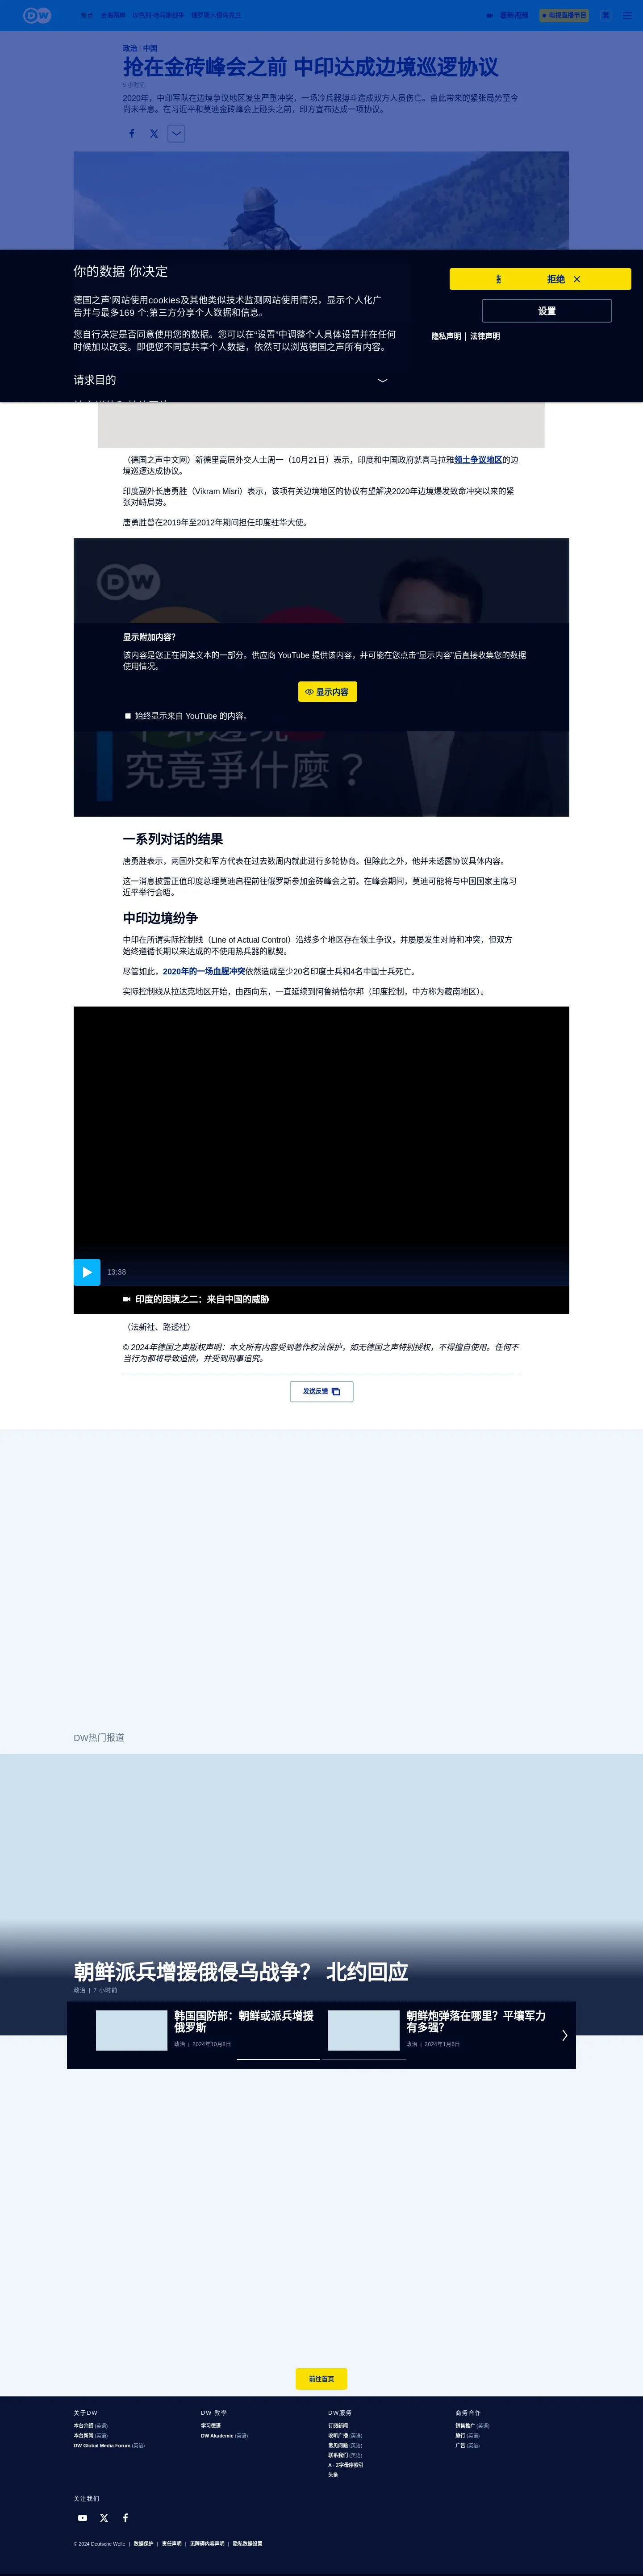 DW
焦点 台海两岸 以色列-哈马斯战争 俄罗斯入侵乌克兰
最新视频
电视直播节目
繁
政治 | 中国
抢在金砖峰会之前 中印达成边境巡逻协议
2020年，中印军队在边境争议地区发生严重冲突，一场冷兵器搏斗造成双方人员伤亡。由此带来的紧张局势至今
尚未平息。在习近平和莫迪金砖峰会上碰头之前，印方宣布达成一项协议。
你的数据 你决定
德国之声'网站使用cookies及其他类似技术监测网站使用情况，显示个人化广
告并与最多169 个;第三方分享个人数据和信息。
您自行决定是否同意使用您的数据。您可以在“设置”中调整个人具体设置并在任何
时候加以改变。即便您不同意共享个人数据，依然可以浏览德国之声所有内容。
请求目的
拒绝
设置
隐私声明 | 法律声明
（德国之声中文网）新德里高层外交人士周一（10月21日）表示，印度和中国政府就喜马拉雅领土争议地区的边
境巡逻达成协议。
印度副外长唐勇胜（Vikram Misri）表示，该项有关边境地区的协议有望解决2020年边境爆发致命冲突以来的紧
张对峙局势。
唐勇胜曾在2019年至2012年期间担任印度驻华大使。
DW
显示附加内容?
该内容是您正在阅读文本的一部分。供应商 YouTube 提供该内容，并可能在您点击“显示内容”后直接收集您的数据
使用情况。
显示内容
始终显示来自 YouTube 的内容。
究竟爭什麼？
一系列对话的结果
唐勇胜表示，两国外交和军方代表在过去数周内就此进行多轮协商。但除此之外，他并未透露协议具体内容。
这一消息披露正值印度总理莫迪启程前往俄罗斯参加金砖峰会之前。在峰会期间，莫迪可能将与中国国家主席习
近平举行会晤。
中印边境纷争
中印在所谓实际控制线（Line of Actual Control）沿线多个地区存在领土争议，并屡屡发生对峙和冲突，但双方
始终遵循长期以来达成的不使用热兵器的默契。
尽管如此，2020年的一场血腥冲突依然造成至少20名印度士兵和4名中国士兵死亡。
实际控制线从拉达克地区开始，由西向东，一直延续到阿鲁纳恰尔邦（印度控制，中方称为藏南地区）。
13:38
印度的困境之二：来自中国的威胁
（法新社、路透社）
© 2024年德国之声版权声明：本文所有内容受到著作权法保护，如无德国之声特别授权，不得擅自使用。任何不
当行为都将导致追偿，并受到刑事追究。
发送反馈
DW热门报道
朝鲜派兵增援俄侵乌战争？ 北约回应
政治 | 7 小时前
韩国国防部：朝鲜或派兵增援
俄罗斯
政治 | 2024年10月8日
朝鲜炮弹落在哪里？平壤军力
有多强？
政治 | 2024年1月6日
前往首页
关于DW
本台介绍 (英语)
本台新闻 (英语)
DW Global Media Forum (英语)
DW 教學
学习德语
DW Akademie (英语)
DW服务
订阅新闻
收听广播 (英语)
常见问题 (英语)
联系我们 (英语)
A - Z字母序索引
头条
商务合作
销售推广 (英语)
旅行 (英语)
广告 (英语)
关注我们
© 2024 Deutsche Welle | 数据保护 | 责任声明 | 无障碍内容声明 | 隐私数据设置